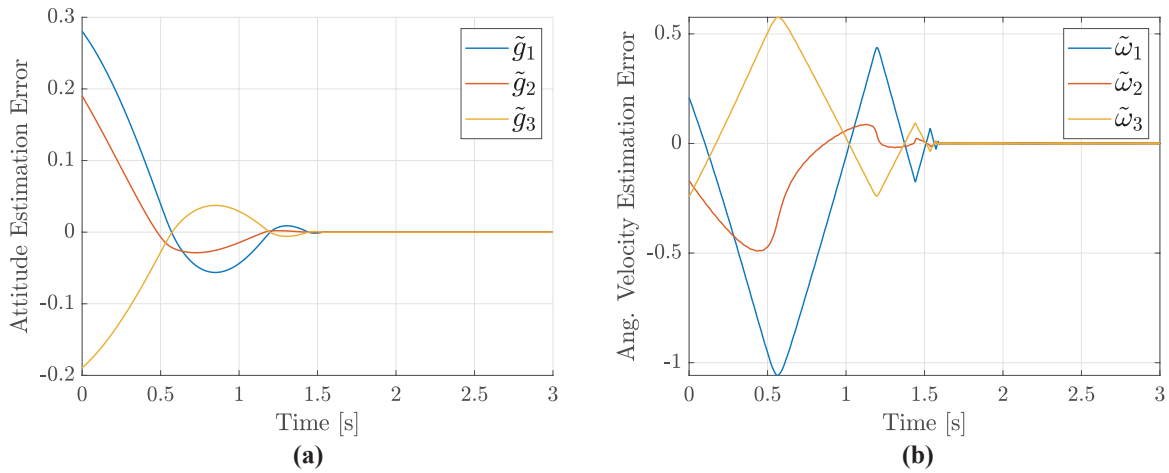 Attitude Estimation Error
0.3
0.2
0.1
0
-0.1
-0.2
g̃₁
g̃₂
g̃₃
0 0.5 1 1.5 2 2.5 3
Time [s]
(a)
Ang. Velocity Estimation Error
0.5
0
-0.5
-1
ω̃₁
ω̃₂
ω̃₃
0 0.5 1 1.5 2 2.5 3
Time [s]
(b)